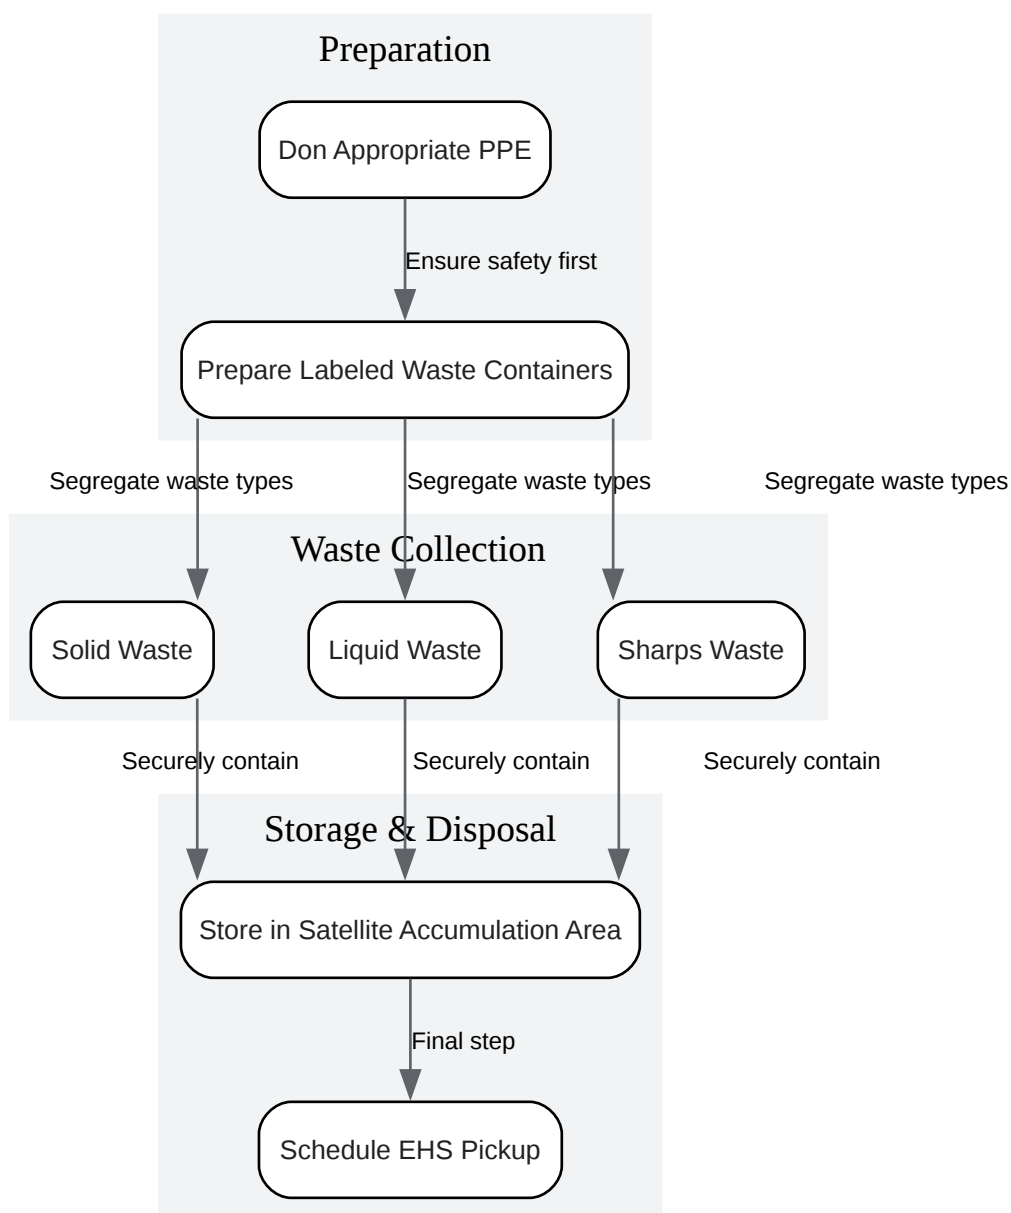 Preparation
Don Appropriate PPE
Ensure safety first
Prepare Labeled Waste Containers
Segregate waste types
Segregate waste types
Segregate waste types
Waste Collection
Solid Waste
Liquid Waste
Sharps Waste
Securely contain
Securely contain
Securely contain
Storage & Disposal
Store in Satellite Accumulation Area
Final step
Schedule EHS Pickup